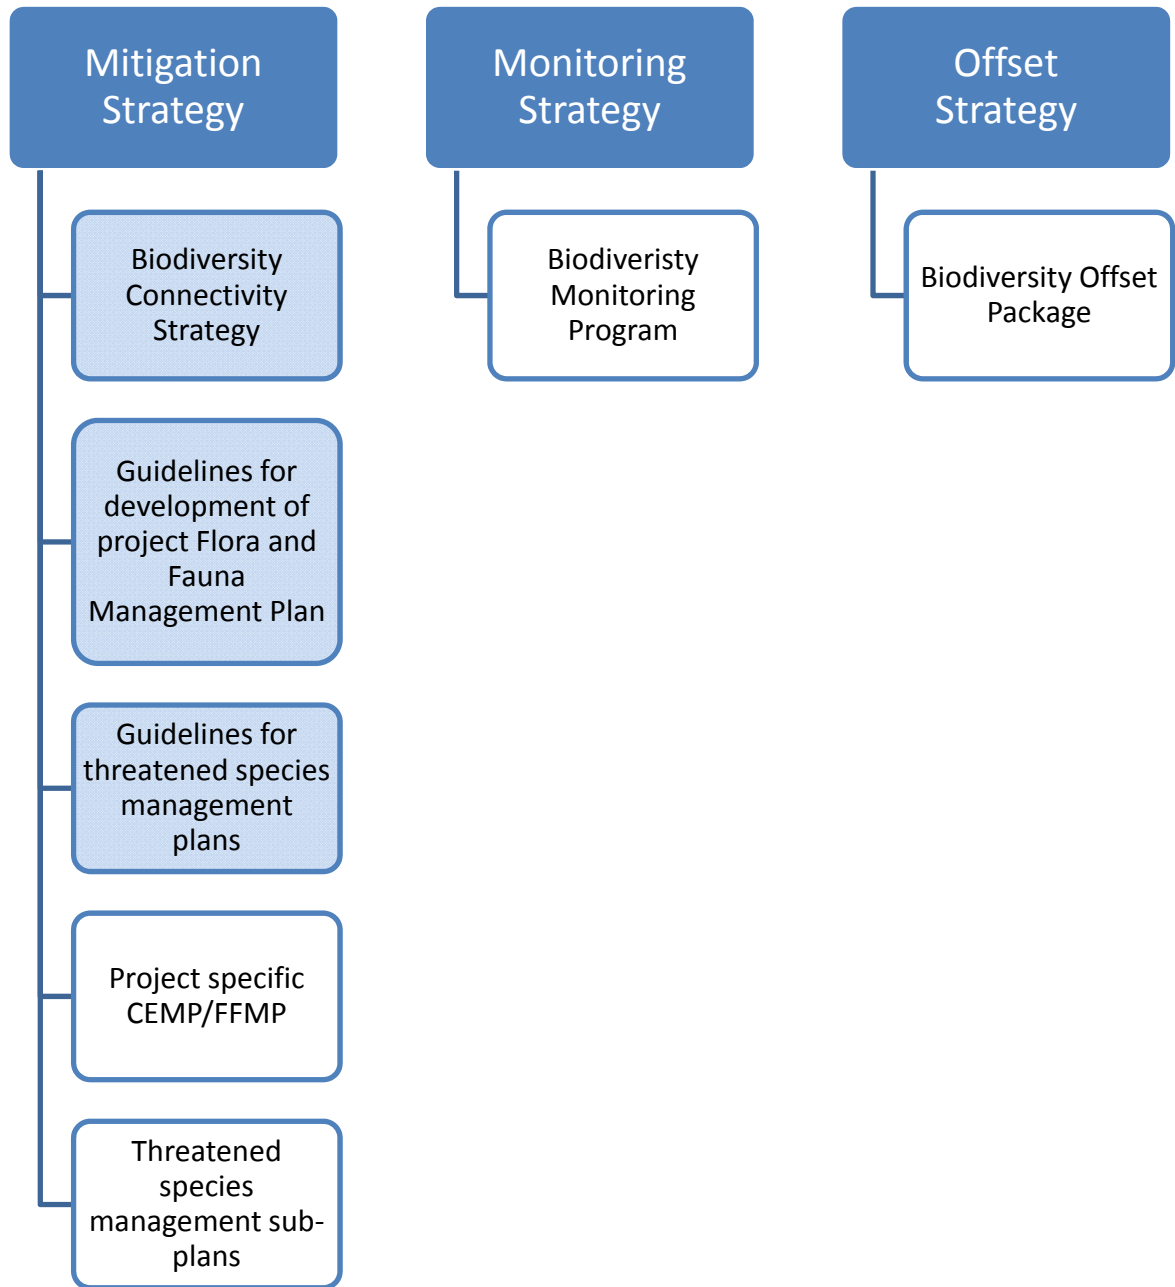 Mitigation
Strategy
Biodiversity
Connectivity
Strategy
Guidelines for
development of
project Flora and
Fauna
Management Plan
Guidelines for
threatened species
management
plans
Project specific
CEMP/FFMP
Threatened
species
management sub-
plans
Monitoring
Strategy
Biodiveristy
Monitoring
Program
Offset
Strategy
Biodiversity Offset
Package